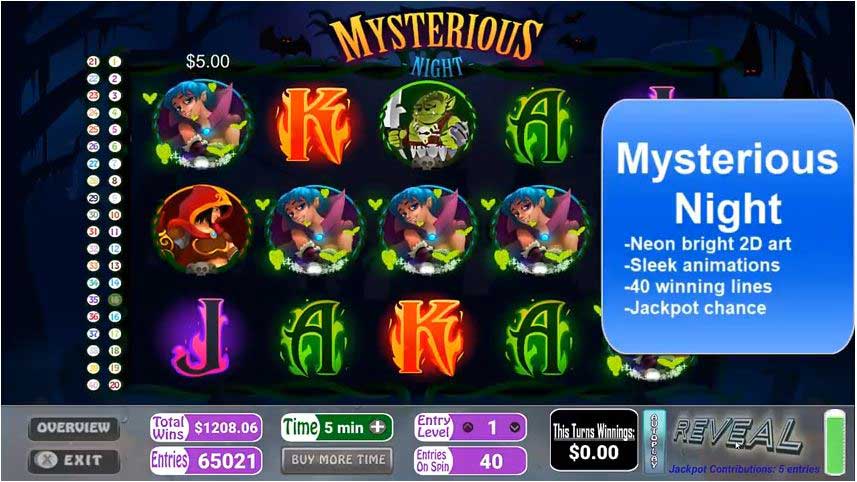 MYSTERIOUS
NIGHT
$5.00
21 1
22 2
23 3
24 4
25 5
26 6
27 7
8
29 9
30 10
31 11
32 12
33 13
34 14
35 16
36 16
37 17
38 18
39 19
40 20
K
A
J
J
A
K
A
Mysterious
Night
-Neon bright 2D art
-Sleek animations
-40 winning lines
-Jackpot chance
OVERVIEW
X EXIT
Total
Wins
$1208.06
Entries 65021
Time 5 min +
BUY MORE TIME
Entry
Level
1
Entries
On Spin
40
This Turns Winnings:
$0.00
AUTOPLAY
REVEAL
Jackpot Contributions: 5 entries